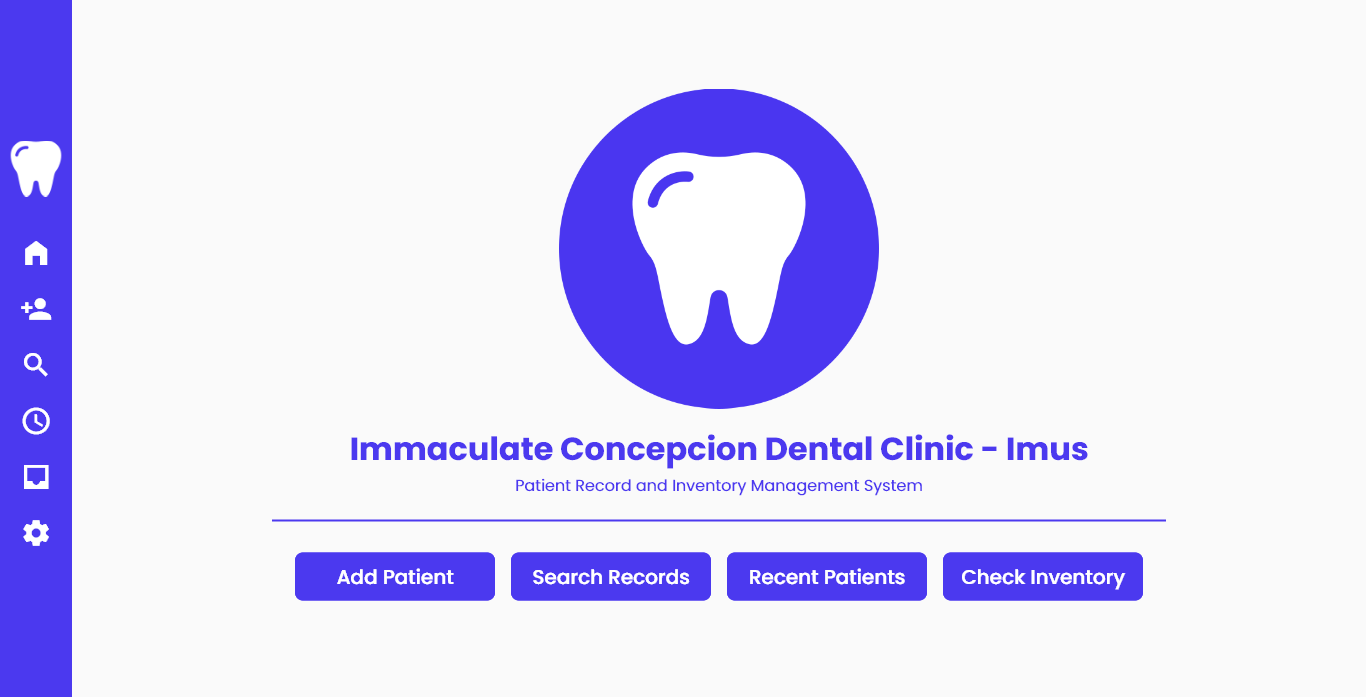 Immaculate Concepcion Dental Clinic - Imus
Patient Record and Inventory Management System
Add Patient
Search Records
Recent Patients
Check Inventory